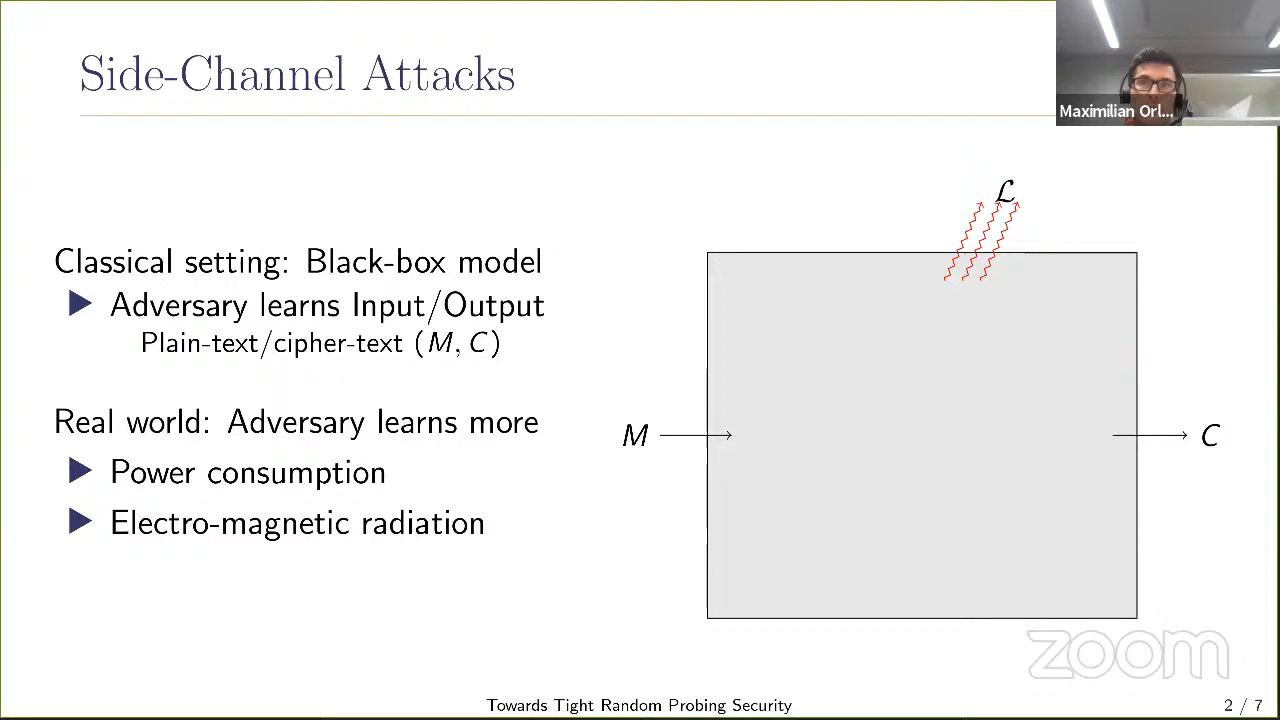 Side-Channel Attacks
Maximilian Orl...
ℒ
Classical setting: Black-box model
▶ Adversary learns Input/Output
Plain-text/cipher-text (M, C)
Real world: Adversary learns more
▶ Power consumption
▶ Electro-magnetic radiation
M
C
zoom
Towards Tight Random Probing Security
2 / 7